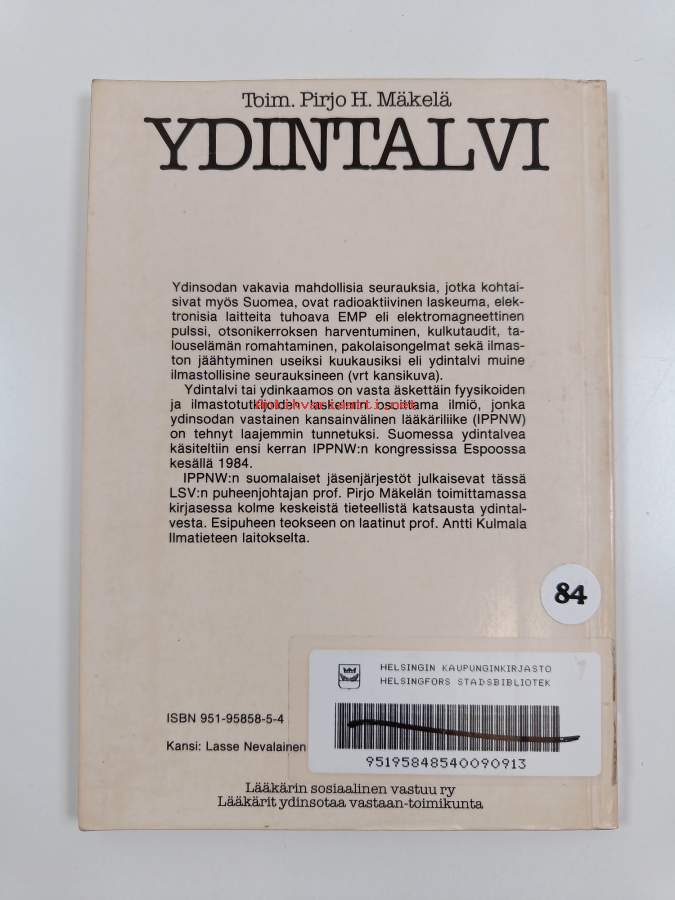 Toim. Pirjo H. Mäkelä
YDINTALVI
Ydinsodan vakavia mahdollisia seurauksia, jotka kohtai-
sivat myös Suomea, ovat radioaktiivinen laskeuma, elek-
tronisia laitteita tuhoava EMP eli elektromagneettinen
pulssi, otsonikerroksen harventuminen, kulkutaudit, ta-
louselämän romahtaminen, pakolaisongelmat sekä ilmas-
ton jäähtyminen useiksi kuukausiksi eli ydintalvi muine
ilmastollisine seurauksineen (vrt kansikuva).
Ydintalvi tai ydinkaamos on vasta äskettäin fyysikoiden
ja ilmastotutkijoiden laskelmin osoittama ilmiö, jonka
ydinsodan vastainen kansainvälinen lääkäriliike (IPPNW)
on tehnyt laajemmin tunnetuksi. Suomessa ydintalvea
käsiteltiin ensi kerran IPPNW:n kongressissa Espoossa
kesällä 1984.
IPPNW:n suomalaiset jäsenjärjestöt julkaisevat tässä
LSV:n puheenjohtajan prof. Pirjo Mäkelän toimittamassa
kirjasessa kolme keskeistä tieteellistä katsausta ydintal-
vesta. Esipuheen teokseen on laatinut prof. Antti Kulmala
Ilmatieteen laitokselta.
84
HELSINGIN KAUPUNGINKIRJASTO
HELSINGFORS STADSBIBLIOTEK
95195848540090913
ISBN 951-95858-5-4
Kansi: Lasse Nevalainen
Lääkärin sosiaalinen vastuu ry
Lääkärit ydinsotaa vastaan-toimikunta